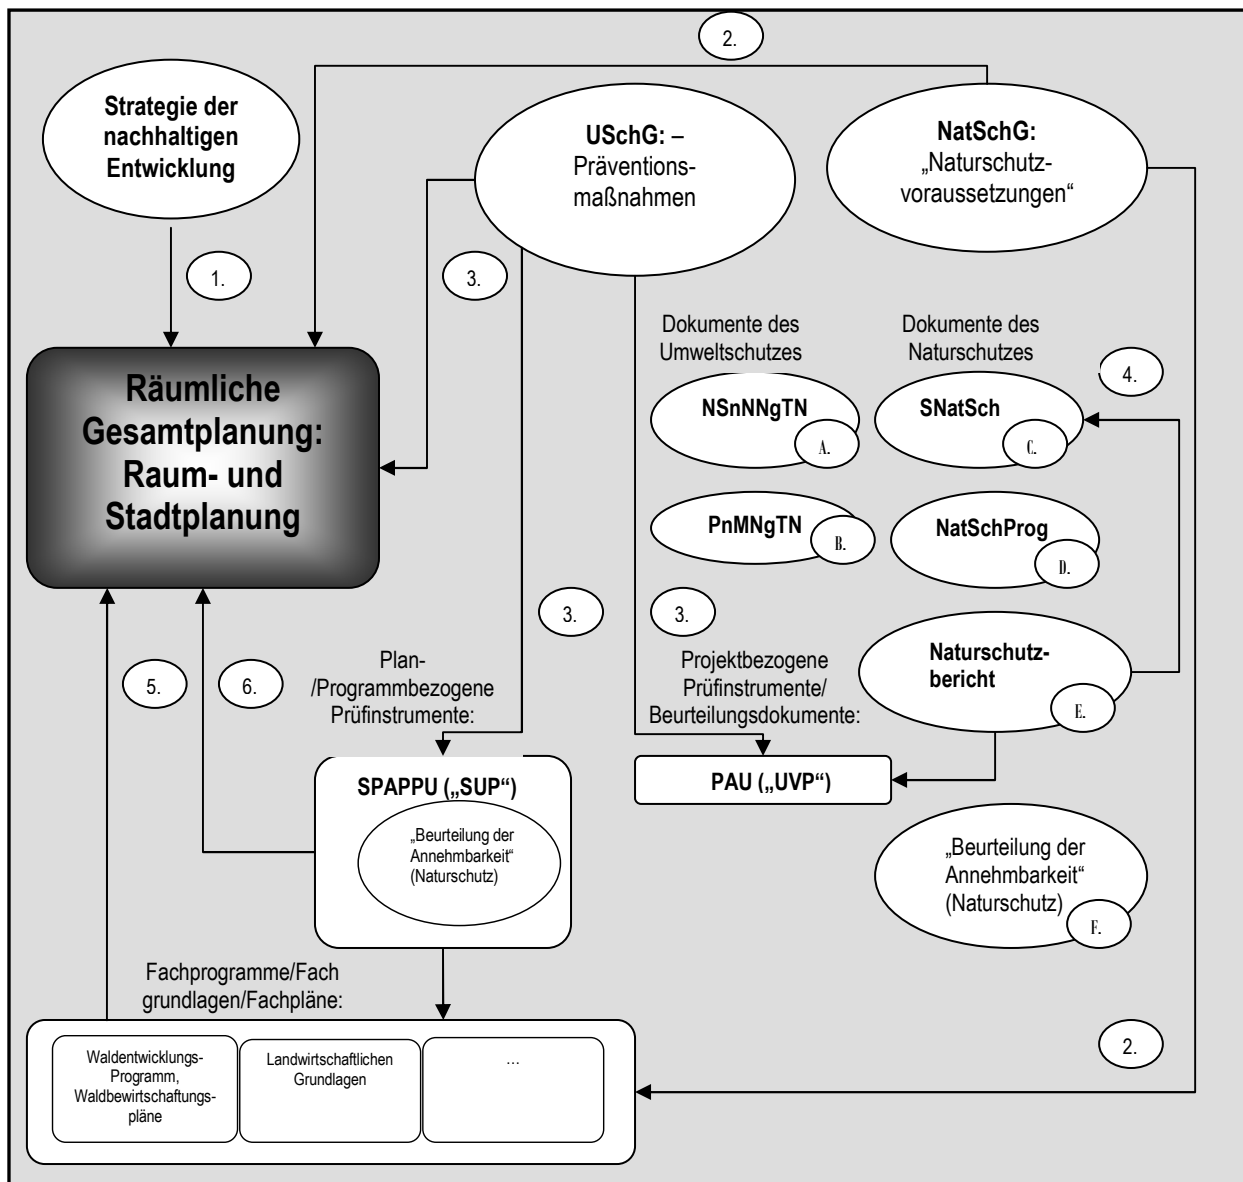 2.
Strategie der
nachhaltigen
Entwicklung
USchG: –
Präventions-
maßnahmen
NatSchG:
„Naturschutz-
voraussetzungen“
1.
3.
Dokumente des
Umweltschutzes
Dokumente des
Naturschutzes
4.
Räumliche
Gesamtplanung:
Raum- und
Stadtplanung
NSnNNgTN
A.
SNatSch
C.
PnMNgTN
B.
NatSchProg
D.
3.
3.
5.
6.
Plan-
/Programmbezogene
Prüfinstrumente:
Projektbezogene
Prüfinstrumente/
Beurteilungsdokumente:
Naturschutz-
bericht
E.
SPAPPU („SUP“)
„Beurteilung der
Annehmbarkeit“
(Naturschutz)
PAU („UVP“)
„Beurteilung der
Annehmbarkeit“
(Naturschutz)
F.
Fachprogramme/Fach
grundlagen/Fachpläne:
2.
Waldentwicklungs-
Programm,
Waldbewirtschaftungs-
pläne
Landwirtschaftlichen
Grundlagen
…